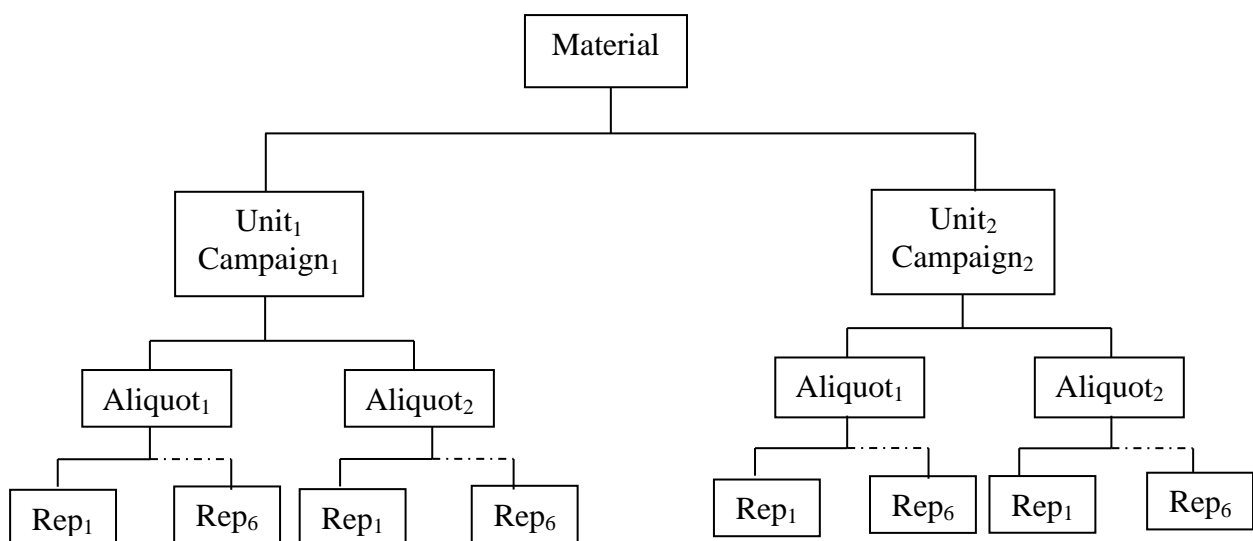 Material
Unit₁
Campaign₁
Unit₂
Campaign₂
Aliquot₁
Aliquot₂
Aliquot₁
Aliquot₂
Rep₁
Rep₆
Rep₁
Rep₆
Rep₁
Rep₆
Rep₁
Rep₆